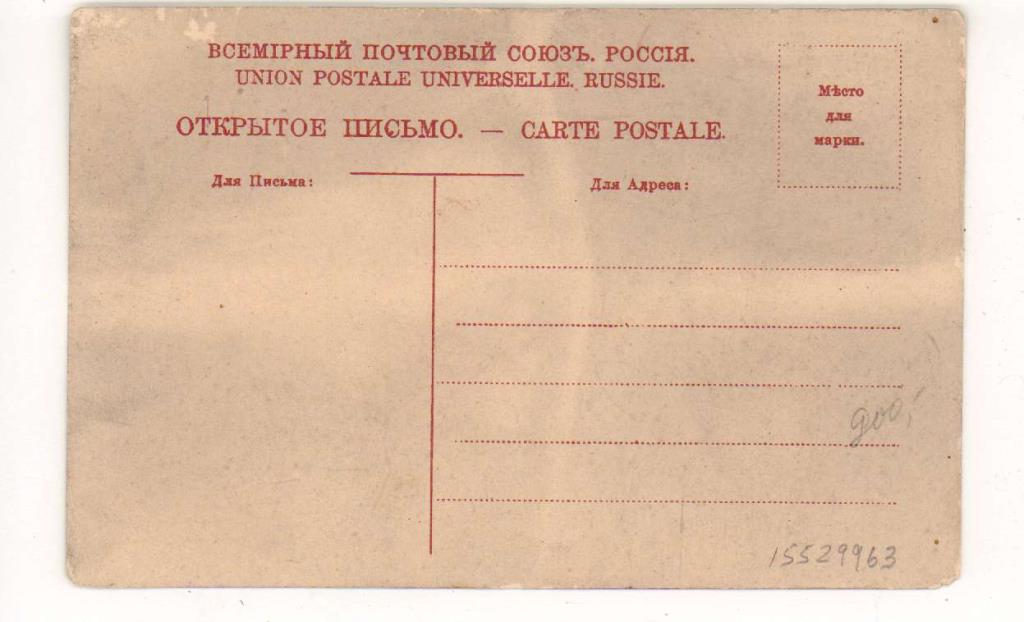 ВСЕМІРНЫЙ ПОЧТОВЫЙ СОЮЗЪ. РОССІЯ.
UNION POSTALE UNIVERSELLE. RUSSIE.
ОТКРЫТОЕ ПИСЬМО. — CARTE POSTALE.
Мѣсто
для
марки.
Для Письма:
Для Адреса:
900,-
15529963